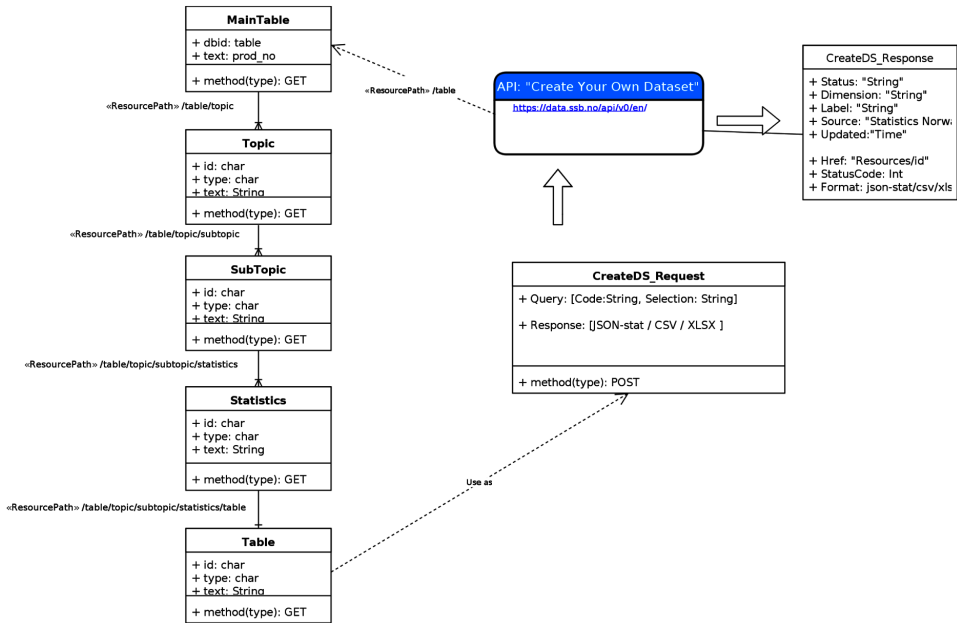 MainTable
+ dbid: table
+ text: prod_no
+ method(type): GET
«ResourcePath» /table/topic
Topic
+ id: char
+ type: char
+ text: String
+ method(type): GET
«ResourcePath» /table/topic/subtopic
SubTopic
+ id: char
+ type: char
+ text: String
+ method(type): GET
«ResourcePath» /table/topic/subtopic/statistics
Statistics
+ id: char
+ type: char
+ text: String
+ method(type): GET
«ResourcePath» /table/topic/subtopic/statistics/table
Table
+ id: char
+ type: char
+ text: String
+ method(type): GET
«ResourcePath» /table
API: "Create Your Own Dataset"
https://data.ssb.no/api/v0/en/
CreateDS_Response
+ Status: "String"
+ Dimension: "String"
+ Label: "String"
+ Source: "Statistics Norw
+ Updated:"Time"
+ Href: "Resources/id"
+ StatusCode: Int
+ Format: json-stat/csv/xls
CreateDS_Request
+ Query: [Code:String, Selection: String]
+ Response: [JSON-stat / CSV / XLSX ]
+ method(type): POST
Use as